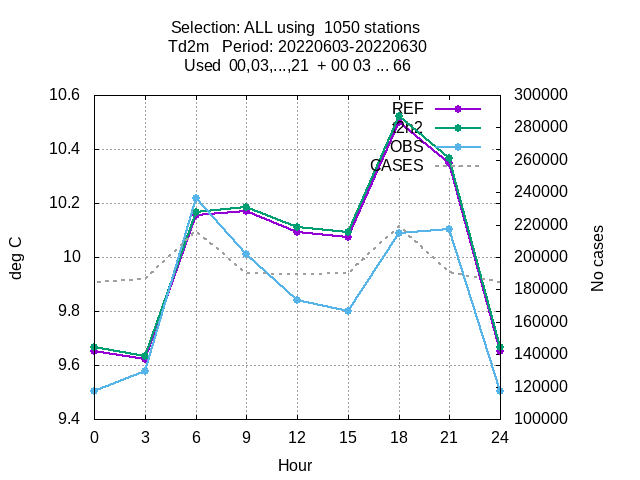 Selection: ALL using  1050 stations
Td2m   Period: 20220603-20220630
Used  00,03,...,21  + 00 03 ... 66
10.6
10.4
10.2
10
9.8
9.6
9.4
300000
280000
260000
240000
220000
200000
180000
160000
140000
120000
100000
REF
OBS
CASES
deg C
No cases
0 3 6 9 12 15 18 21 24
Hour